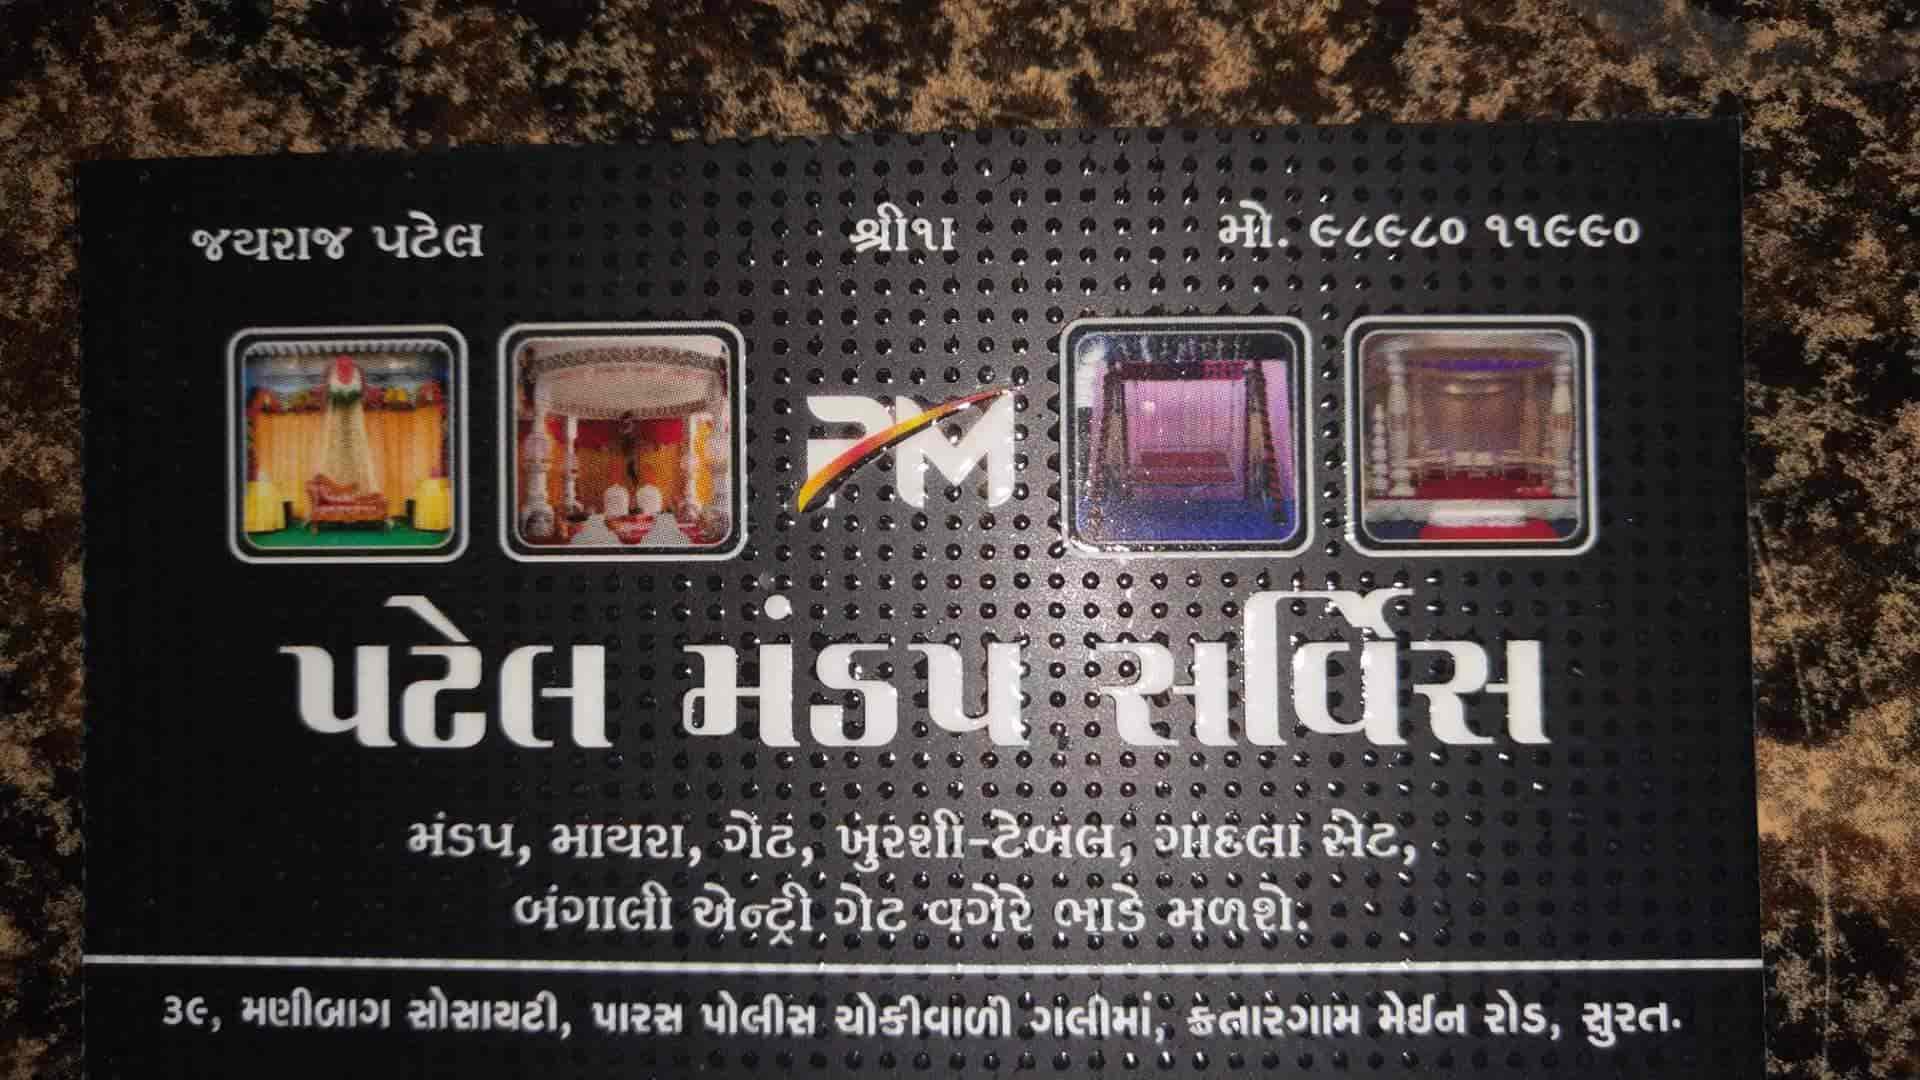 જયરાજ પટેલ
શ્રી૧ા
મો. ૯૮૯૮૦ ૧૧૯૯૦
PM
પટેલ મંડપ સર્વિસ
મંડપ, માયરા, ગેટ, ખુરશી-ટેબલ, ગાદલા સેટ,
બંગાલી એન્ટ્રી ગેટ વગેરે ભાડે મળશે.
૩૯, મણીબાગ સોસાયટી, પારસ પોલીસ ચોકીવાળી ગલીમાં, કતારગામ મેઈન રોડ, સુરત.